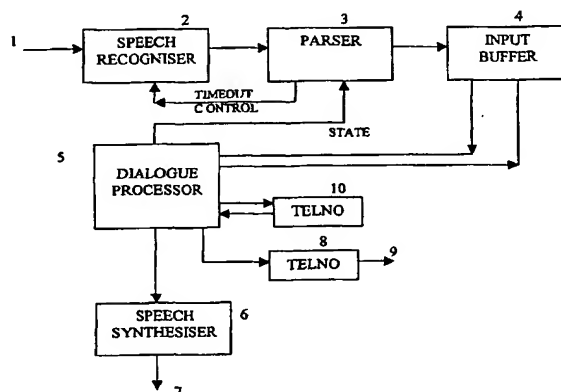 1
2
SPEECH
RECOGNISER
3
PARSER
4
INPUT
BUFFER
TIMEOUT
CONTROL
STATE
5
DIALOGUE
PROCESSOR
10
TELNO
8
TELNO
9
SPEECH
SYNTHESISER
6
7